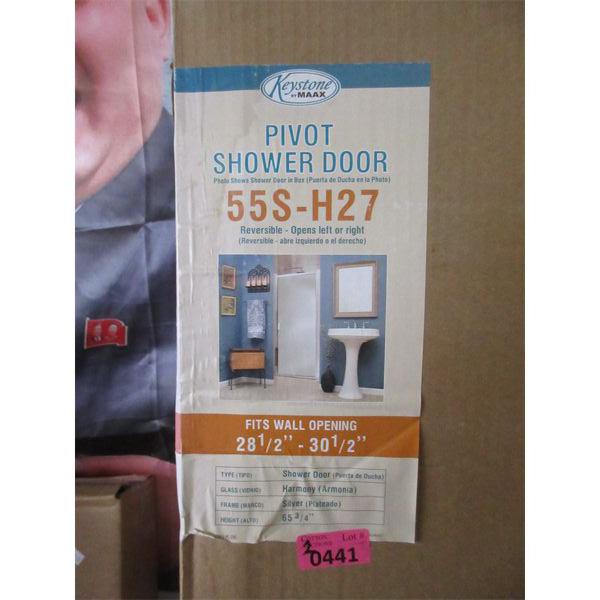 Keystone
BY MAAX
PIVOT
SHOWER DOOR
Photo Shows Shower Door in Box (Puerta de Ducha en la Photo)
55S-H27
Reversible - Opens left or right
(Reversible - abre izquierdo o el derecho)
FITS WALL OPENING
28 1/2" - 30 1/2"
TYPE (TIPO) Shower Door (Puerta de Ducha)
GLASS (VIDRIO) Harmony (Armonia)
FRAME (MARCO) Silver (Plateado)
HEIGHT (ALTO) 65 3/4"
Lot #
0441